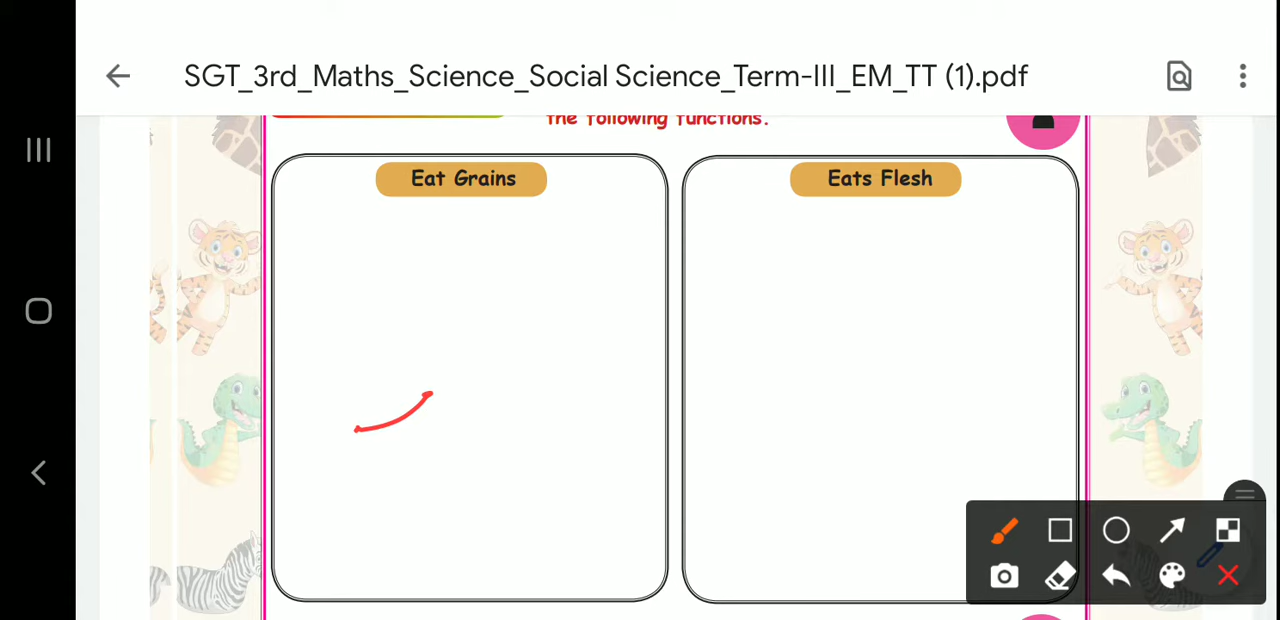 SGT_3rd_Maths_Science_Social Science_Term-III_EM_TT (1).pdf
the following functions.
Eat Grains
Eats Flesh